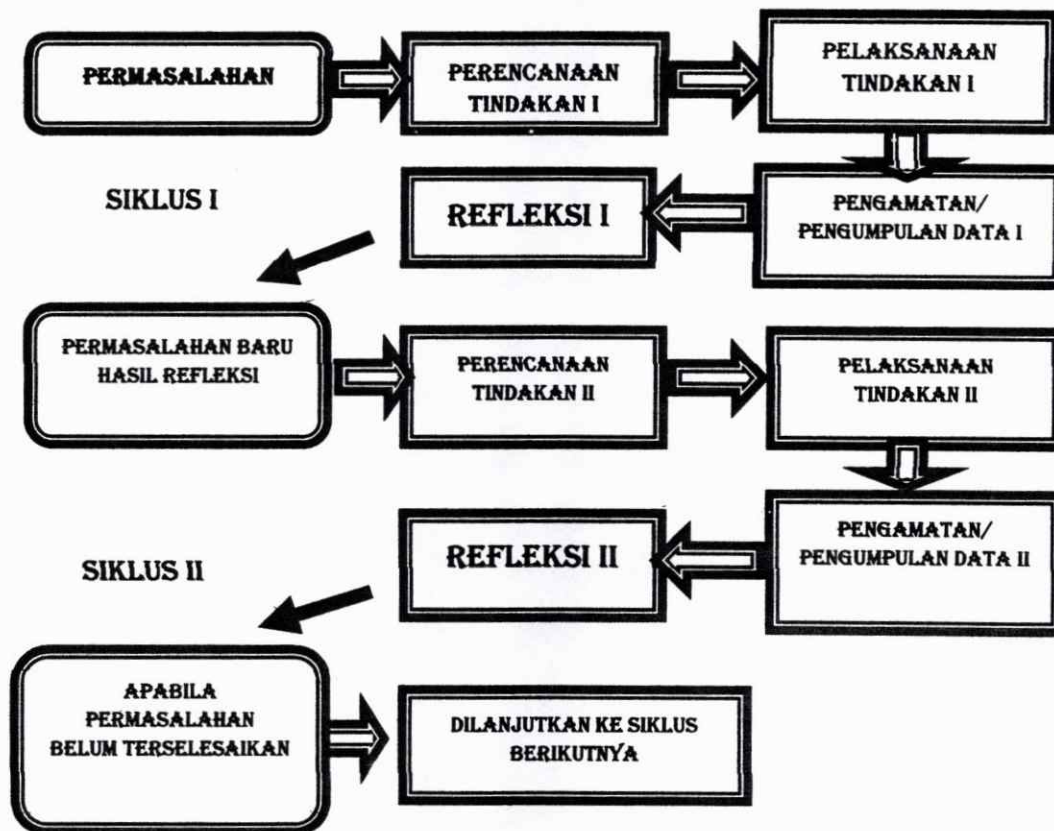 PERMASALAHAN
PERENCANAAN
TINDAKAN I
PELAKSANAAN
TINDAKAN I
SIKLUS I
REFLEKSI I
PENGAMATAN/
PENGUMPULAN DATA I
PERMASALAHAN BARU
HASIL REFLEKSI
PERENCANAAN
TINDAKAN II
PELAKSANAAN
TINDAKAN II
SIKLUS II
REFLEKSI II
PENGAMATAN/
PENGUMPULAN DATA II
APABILA
PERMASALAHAN
BELUM TERSELESAIKAN
DILANJUTKAN KE SIKLUS
BERIKUTNYA